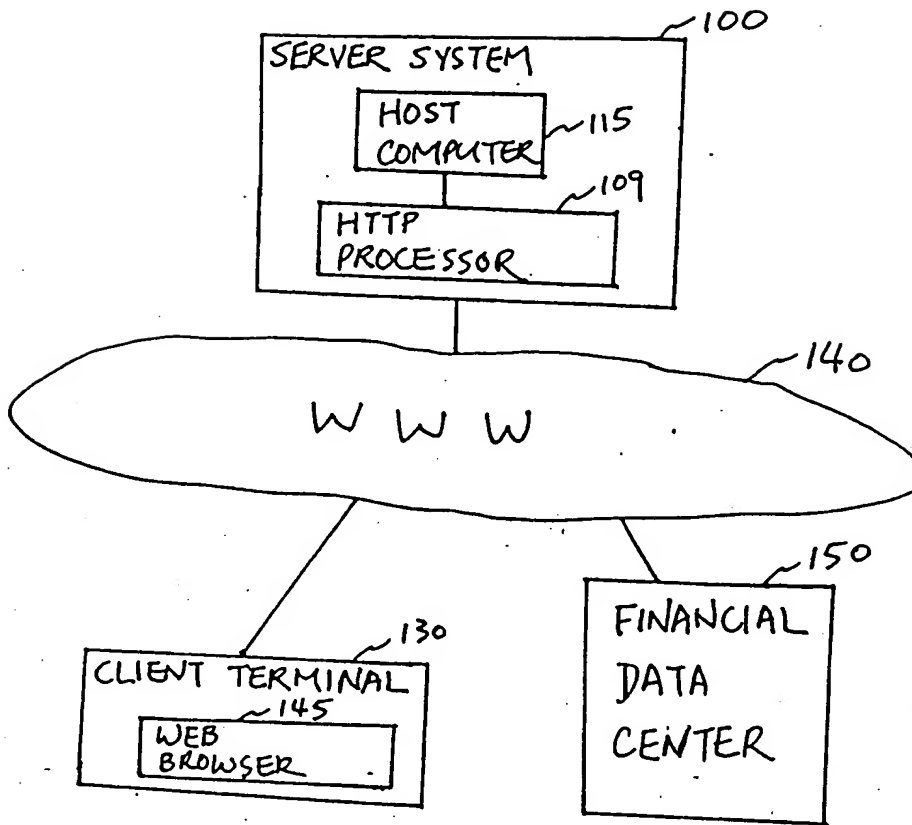 100
SERVER SYSTEM
HOST
COMPUTER
115
109
HTTP
PROCESSOR
140
W W W
150
FINANCIAL
DATA
CENTER
130
CLIENT TERMINAL
145
WEB
BROWSER